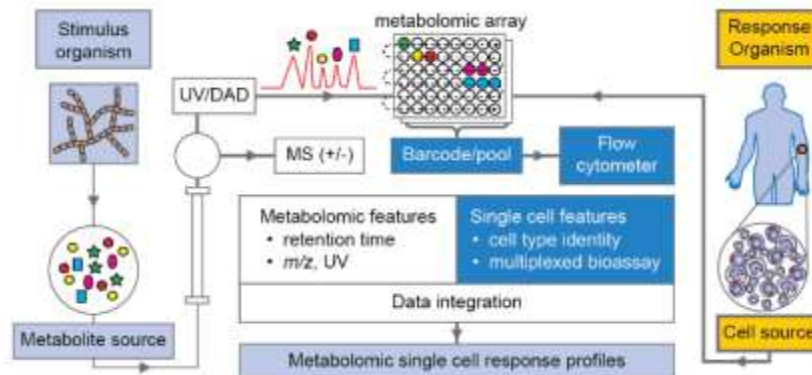 Stimulus
organism
metabolomic array
Response
Organism
UV/DAD
MS (+/-)
Barcode/pool
Flow
cytometer
Metabolomic features
• retention time
• m/z, UV
Single cell features
• cell type identity
• multiplexed bioassay
Data integration
Metabolite source
Cell source
Metabolomic single cell response profiles